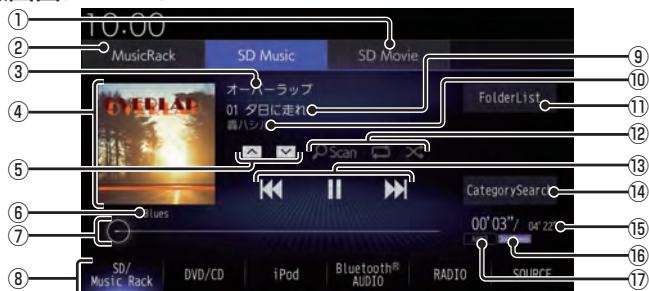 ①
10:00
②
MusicRack
SD Music
SD Movie
③
オーバーラップ
④
OVERLAP
01 夕日に走れ
⑨
轟ハシル
⑩
FolderList
⑪
⑤
Scan
⑫
⑬
⑥
Blues
CategorySearch
⑭
⑦
00'03"/ 04'22"
⑮
⑯
⑰
⑧
SD/
Music Rack
DVD/CD
iPod
Bluetooth®
AUDIO
RADIO
SOURCE